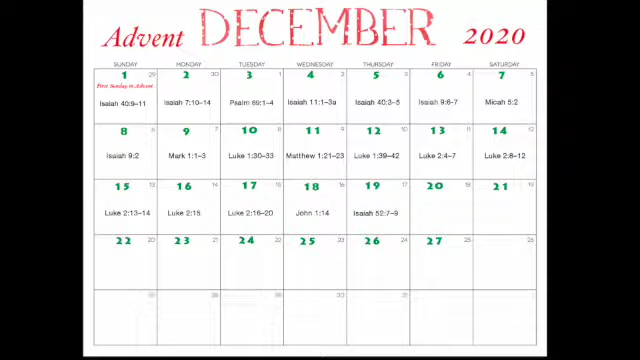 Advent DECEMBER 2020
SUNDAY MONDAY TUESDAY WEDNESDAY THURSDAY FRIDAY SATURDAY
1 29 2 30 3 1 4 2 5 3 6 4 7 5
First Sunday in Advent
Isaiah 40:9–11 Isaiah 7:10–14 Psalm 89:1–4 Isaiah 11:1–3a Isaiah 40:3–5 Isaiah 9:6–7 Micah 5:2
8 6 9 7 10 8 11 9 12 10 13 11 14 12
Isaiah 9:2 Mark 1:1–3 Luke 1:30–33 Matthew 1:21–23 Luke 1:39–42 Luke 2:4–7 Luke 2:8–12
15 13 16 14 17 15 18 16 19 17 20 18 21 19
Luke 2:13–14 Luke 2:15 Luke 2:16–20 John 1:14 Isaiah 52:7–9
22 20 23 21 24 22 25 23 26 24 27 25 26
30 31